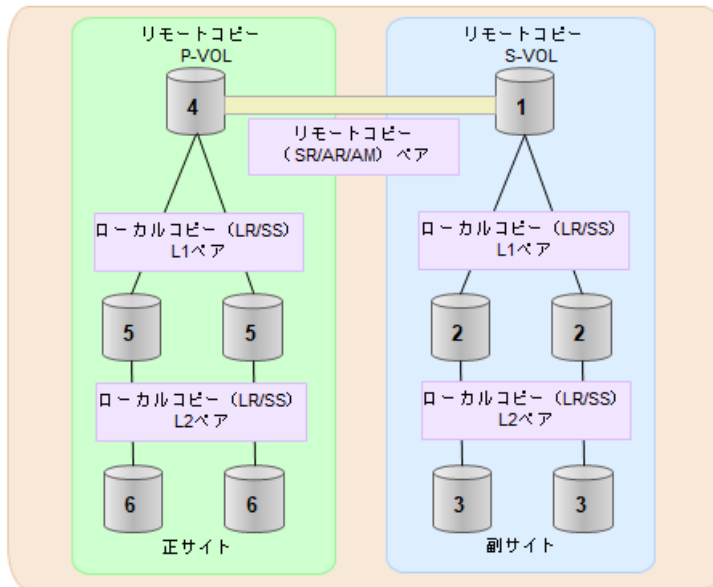 リモートコピー
P-VOL
リモートコピー
S-VOL
4
1
リモートコピー
（SR/AR/AM）ペア
ローカルコピー（LR/SS）
L1ペア
ローカルコピー（LR/SS）
L1ペア
5
5
2
2
ローカルコピー（LR/SS）
L2ペア
ローカルコピー（LR/SS）
L2ペア
6
6
3
3
正サイト
副サイト